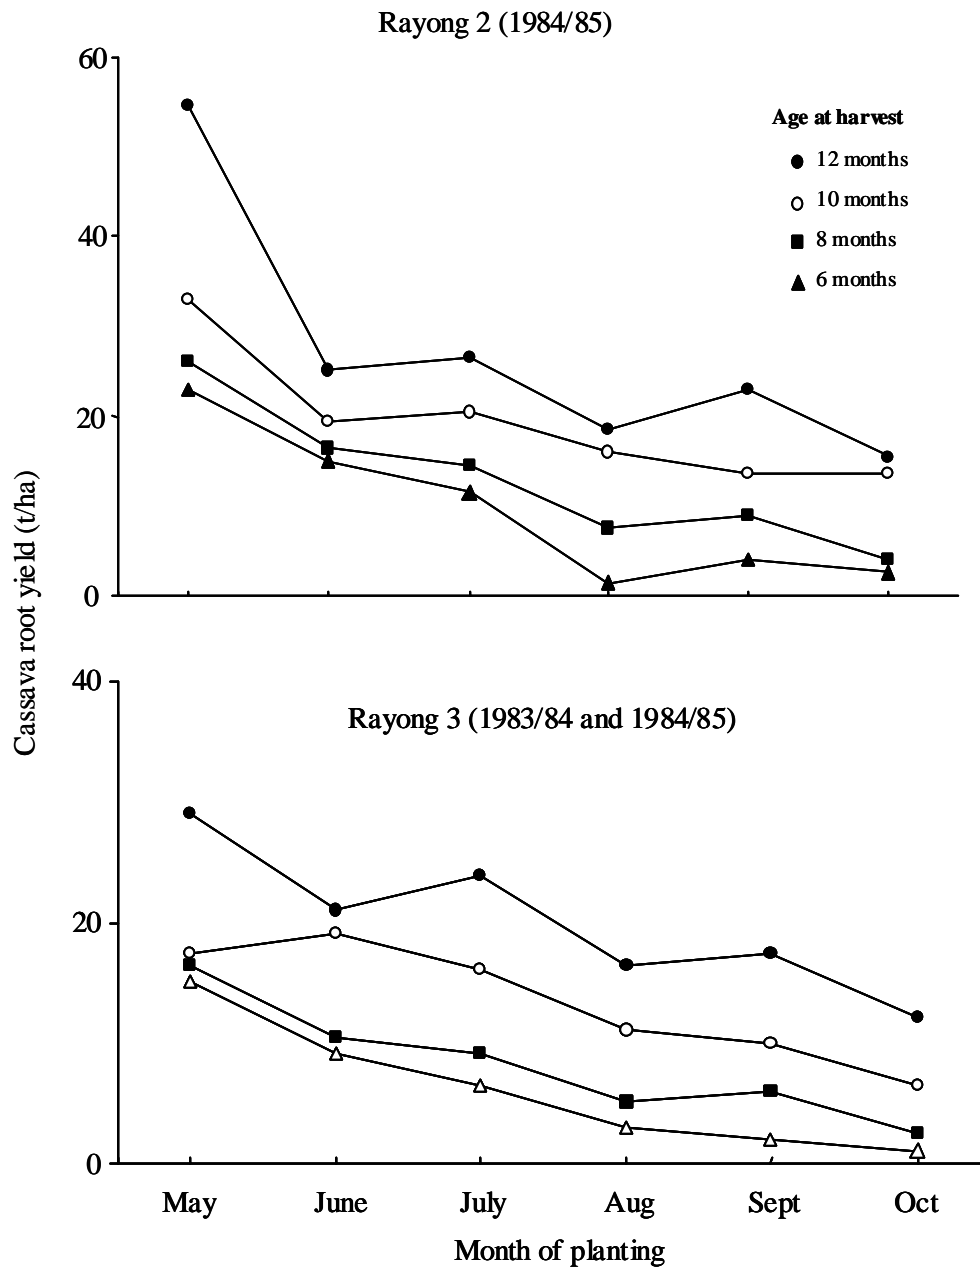 Rayong 2 (1984/85)
60
Age at harvest
12 months
10 months
8 months
6 months
40
20
0
Cassava root yield (t/ha)
40
Rayong 3 (1983/84 and 1984/85)
20
0
May June July Aug Sept Oct
Month of planting